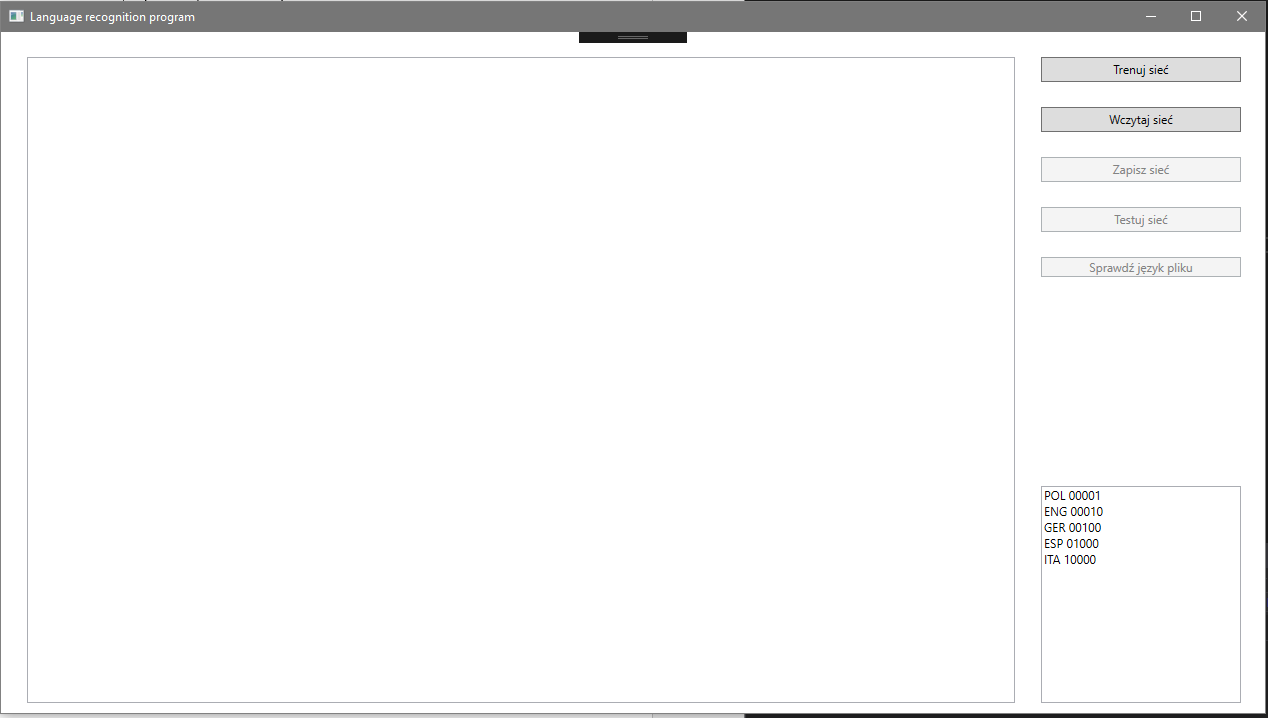 Language recognition program
Trenuj sieć
Wczytaj sieć
Zapisz sieć
Testuj sieć
Sprawdź język pliku
POL 00001
ENG 00010
GER 00100
ESP 01000
ITA 10000